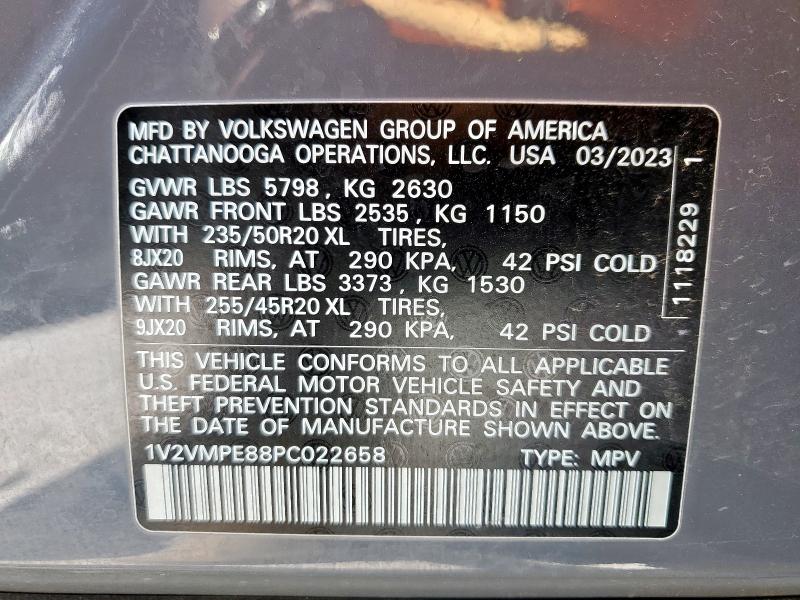 MFD BY VOLKSWAGEN GROUP OF AMERICA
CHATTANOOGA OPERATIONS, LLC. USA 03/2023
GVWR LBS 5798, KG 2630
GAWR FRONT LBS 2535, KG 1150
WITH 235/50R20 XL TIRES,
8JX20 RIMS, AT 290 KPA, 42 PSI COLD
GAWR REAR LBS 3373, KG 1530
WITH 255/45R20 XL TIRES,
9JX20 RIMS, AT 290 KPA, 42 PSI COLD
1118229 1
THIS VEHICLE CONFORMS TO ALL APPLICABLE
U.S. FEDERAL MOTOR VEHICLE SAFETY AND
THEFT PREVENTION STANDARDS IN EFFECT ON
THE DATE OF MANUFACTURE SHOWN ABOVE.
1V2VMPE88PC022658 TYPE: MPV